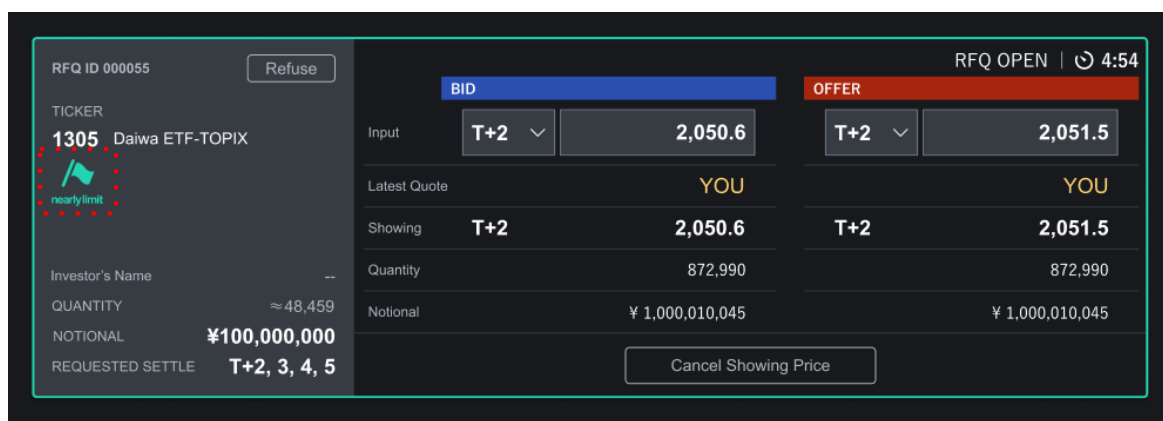 RFQ ID 000055 Refuse
TICKER
1305 Daiwa ETF-TOPIX
nearly limit
Investor's Name --
QUANTITY ≈48,459
NOTIONAL ¥100,000,000
REQUESTED SETTLE T+2, 3, 4, 5
RFQ OPEN | 4:54
BID OFFER
Input T+2 2,050.6 T+2 2,051.5
Latest Quote YOU YOU
Showing T+2 2,050.6 T+2 2,051.5
Quantity 872,990 872,990
Notional ¥ 1,000,010,045 ¥ 1,000,010,045
Cancel Showing Price